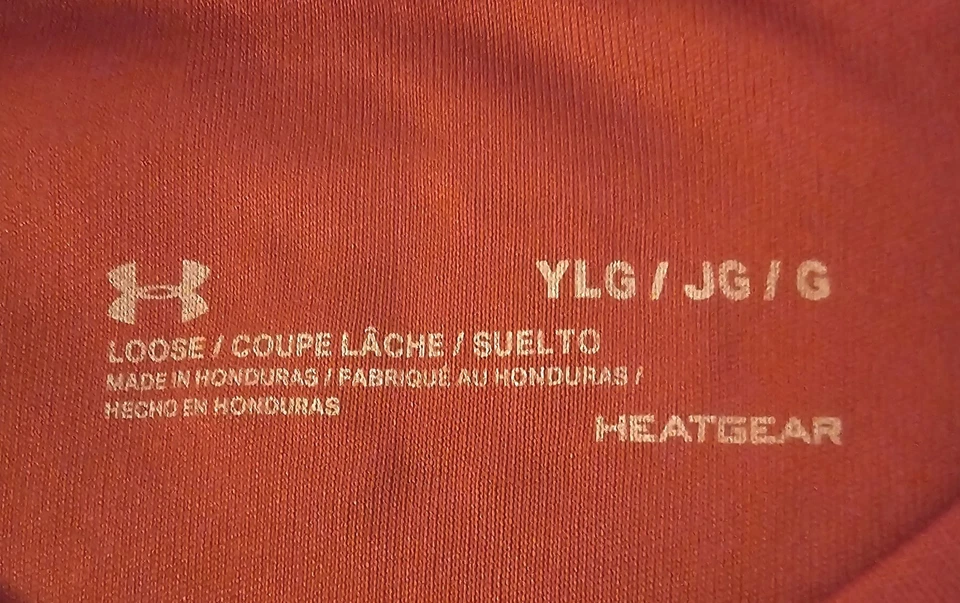 YLG / JG / G
LOOSE / COUPE LÂCHE / SUELTO
MADE IN HONDURAS / FABRIQUÉ AU HONDURAS /
HECHO EN HONDURAS
HEATGEAR